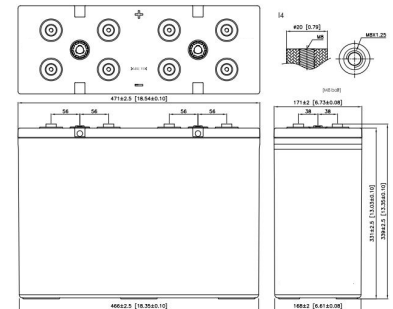 I4
+
ø20 [0.79]
M8
M8X1.25
[M8 bolt]
−
471±2.5 [18.54±0.10]
171±2 [6.73±0.08]
56
56
56
56
38
38
331±2.5 [13.03±0.10]
339±2.5 [13.35±0.10]
466±2.5 [18.35±0.10]
168±2 [6.61±0.08]